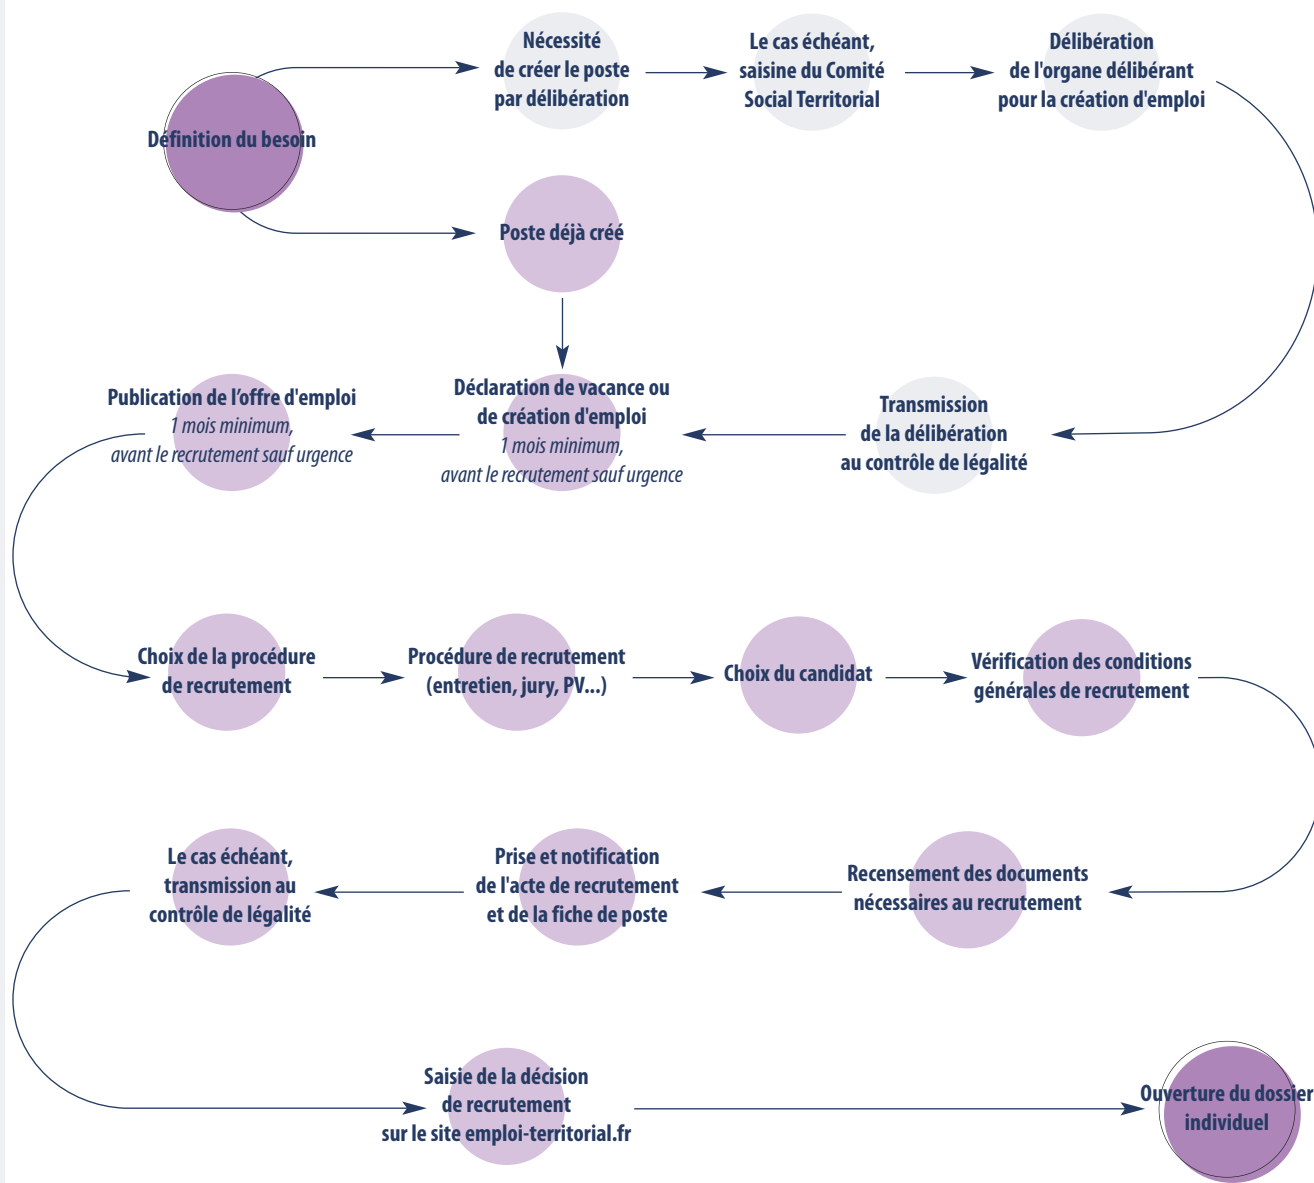 Définition du besoin
Nécessité
de créer le poste
par délibération
Le cas échéant,
saisine du Comité
Social Territorial
Délibération
de l'organe délibérant
pour la création d'emploi
Poste déjà créé
Transmission
de la délibération
au contrôle de légalité
Déclaration de vacance ou
de création d'emploi
1 mois minimum,
avant le recrutement sauf urgence
Publication de l’offre d'emploi
1 mois minimum,
avant le recrutement sauf urgence
Choix de la procédure
de recrutement
Procédure de recrutement
(entretien, jury, PV...)
Choix du candidat
Vérification des conditions
générales de recrutement
Recensement des documents
nécessaires au recrutement
Prise et notification
de l'acte de recrutement
et de la fiche de poste
Le cas échéant,
transmission au
contrôle de légalité
Saisie de la décision
de recrutement
sur le site emploi-territorial.fr
Ouverture du dossier
individuel